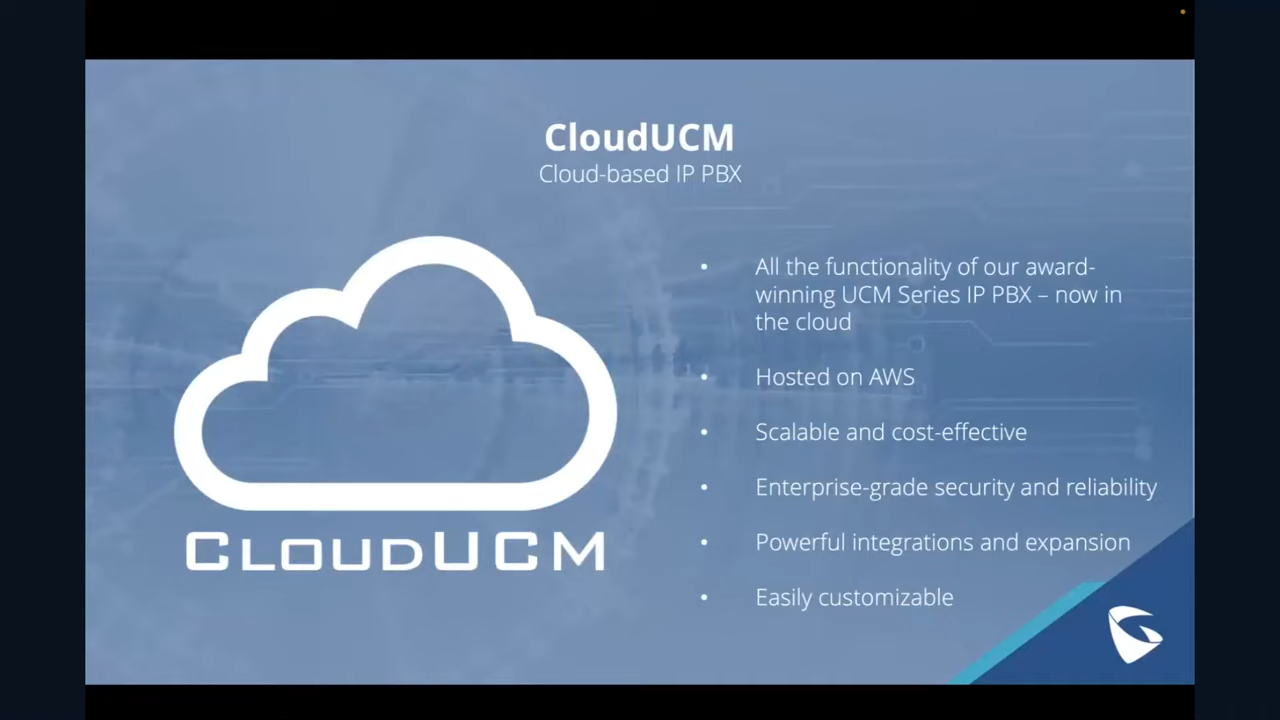 CloudUCM
Cloud-based IP PBX
• All the functionality of our award-
winning UCM Series IP PBX – now in
the cloud
• Hosted on AWS
• Scalable and cost-effective
• Enterprise-grade security and reliability
• Powerful integrations and expansion
• Easily customizable
CLOUDUCM